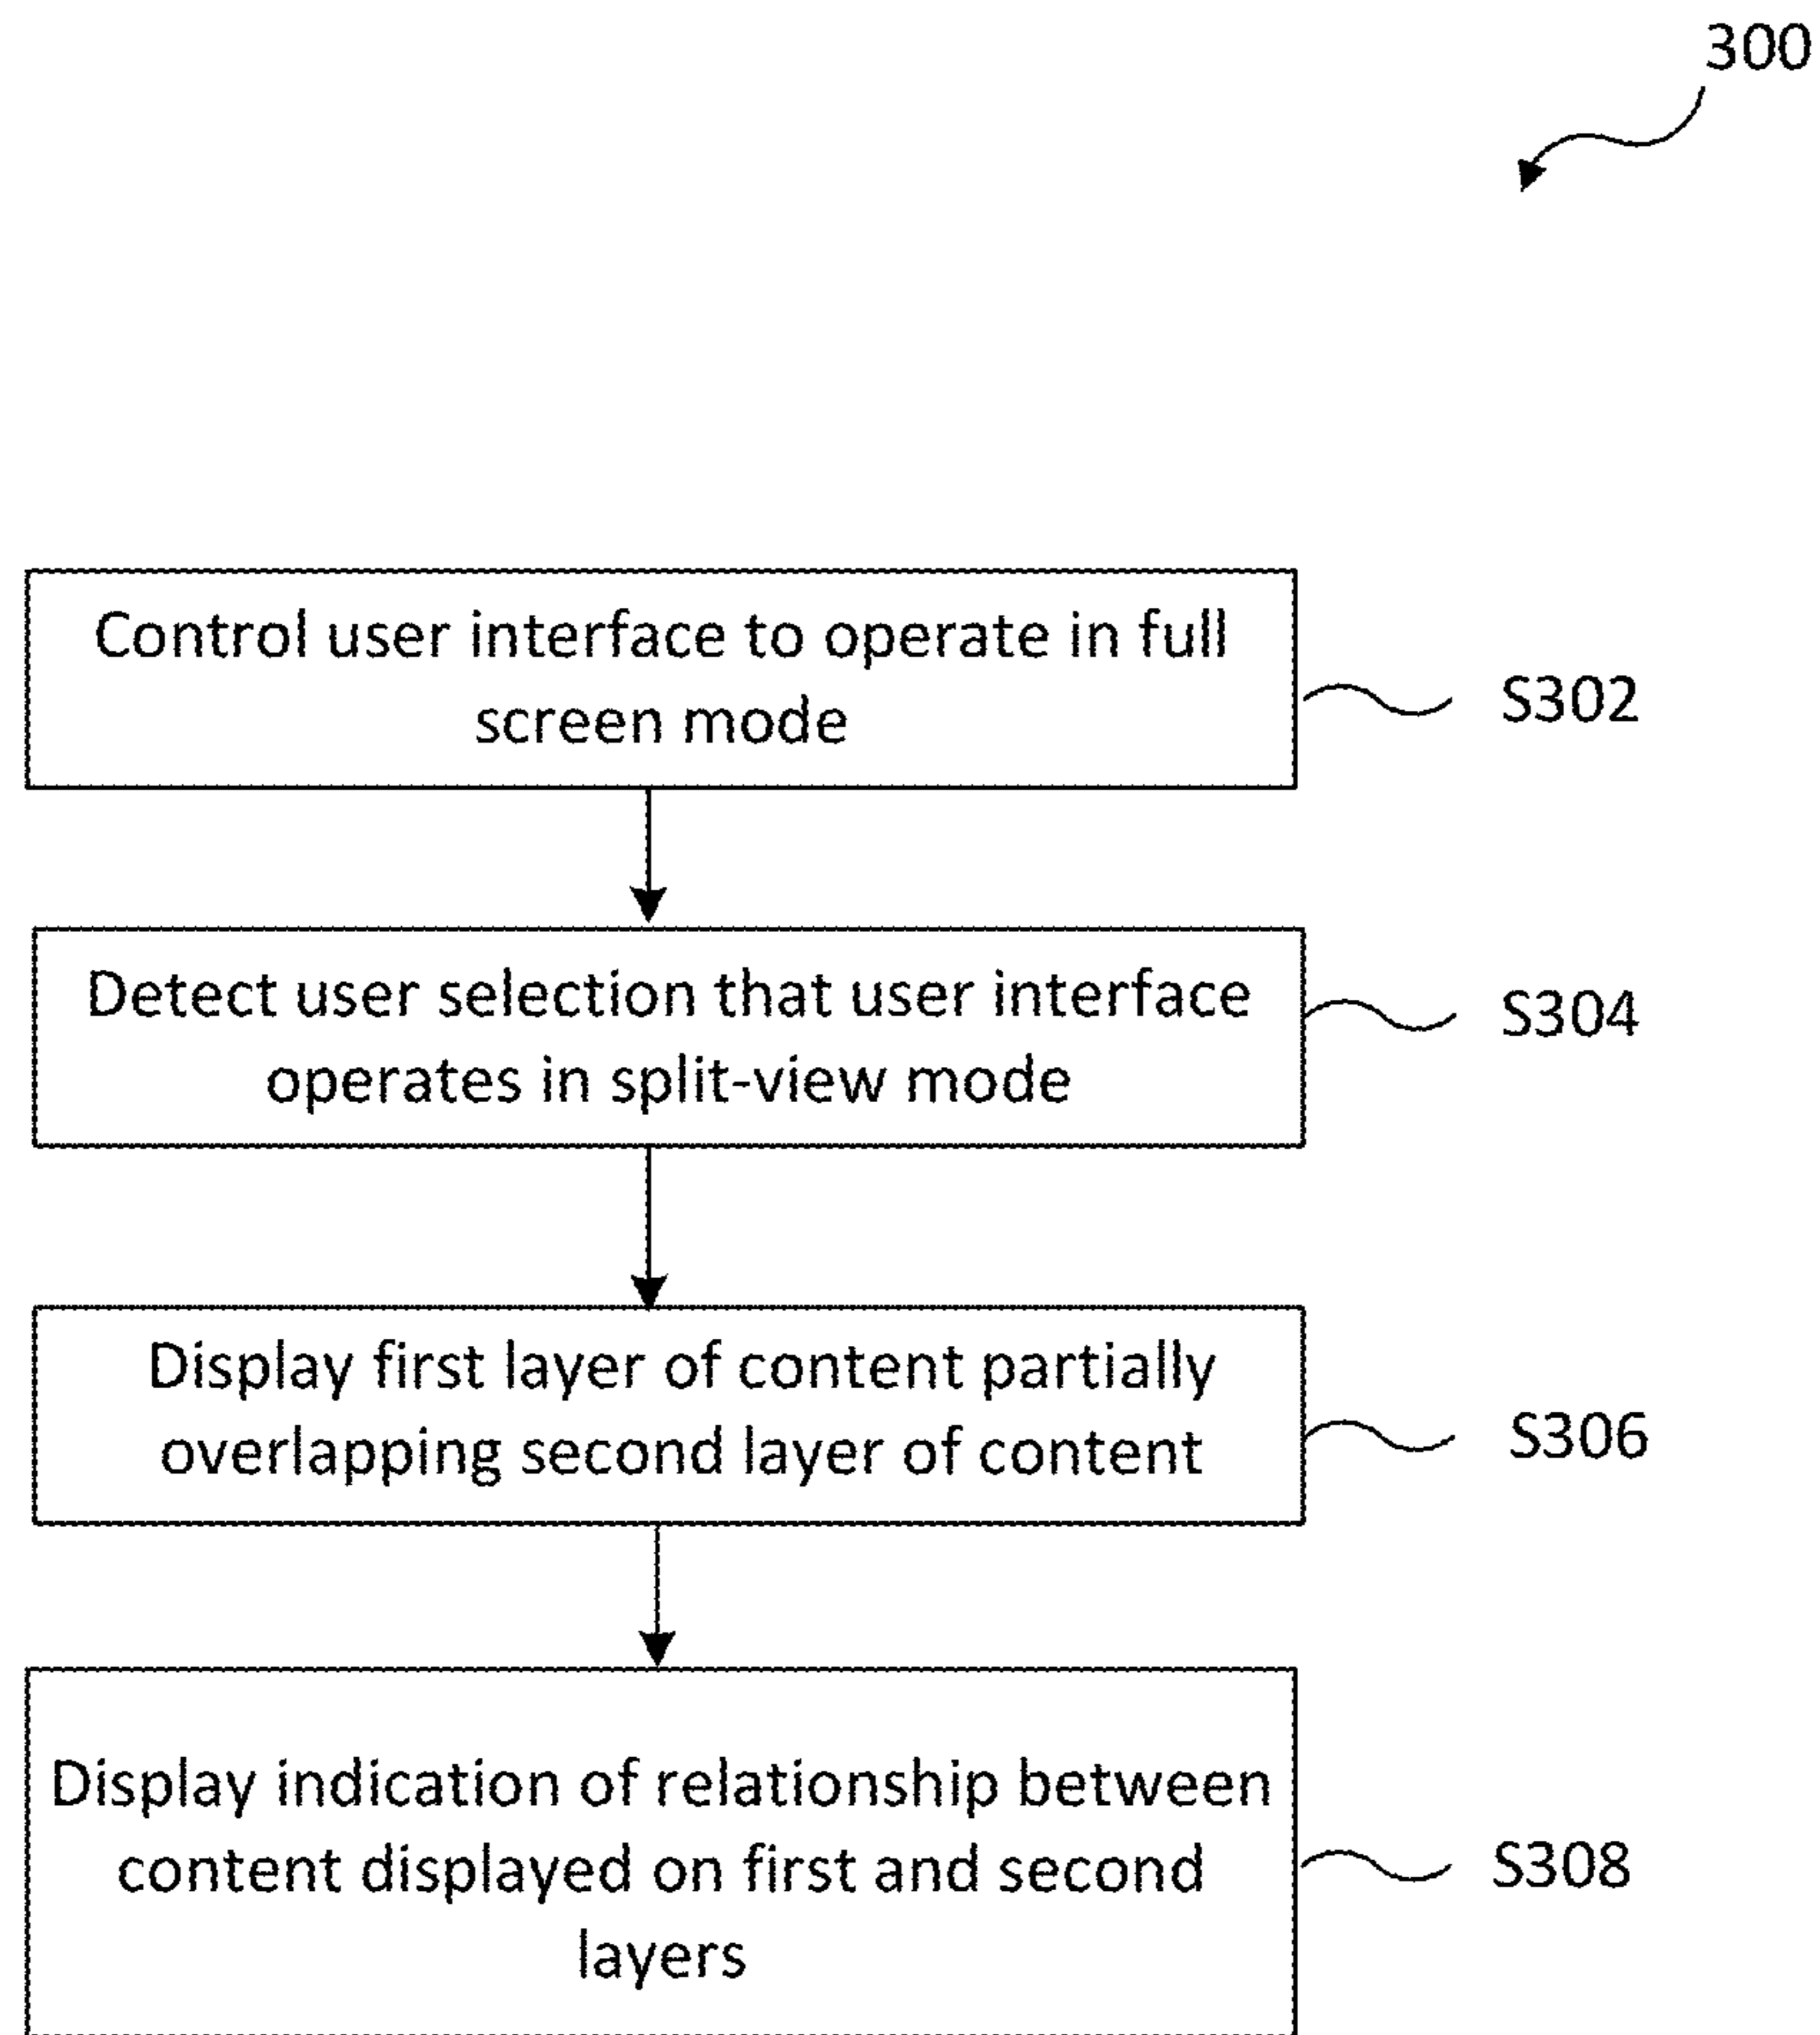 300
Control user interface to operate in full
screen mode
S302
Detect user selection that user interface
operates in split-view mode
S304
Display first layer of content partially
overlapping second layer of content
S306
Display indication of relationship between
content displayed on first and second
layers
S308